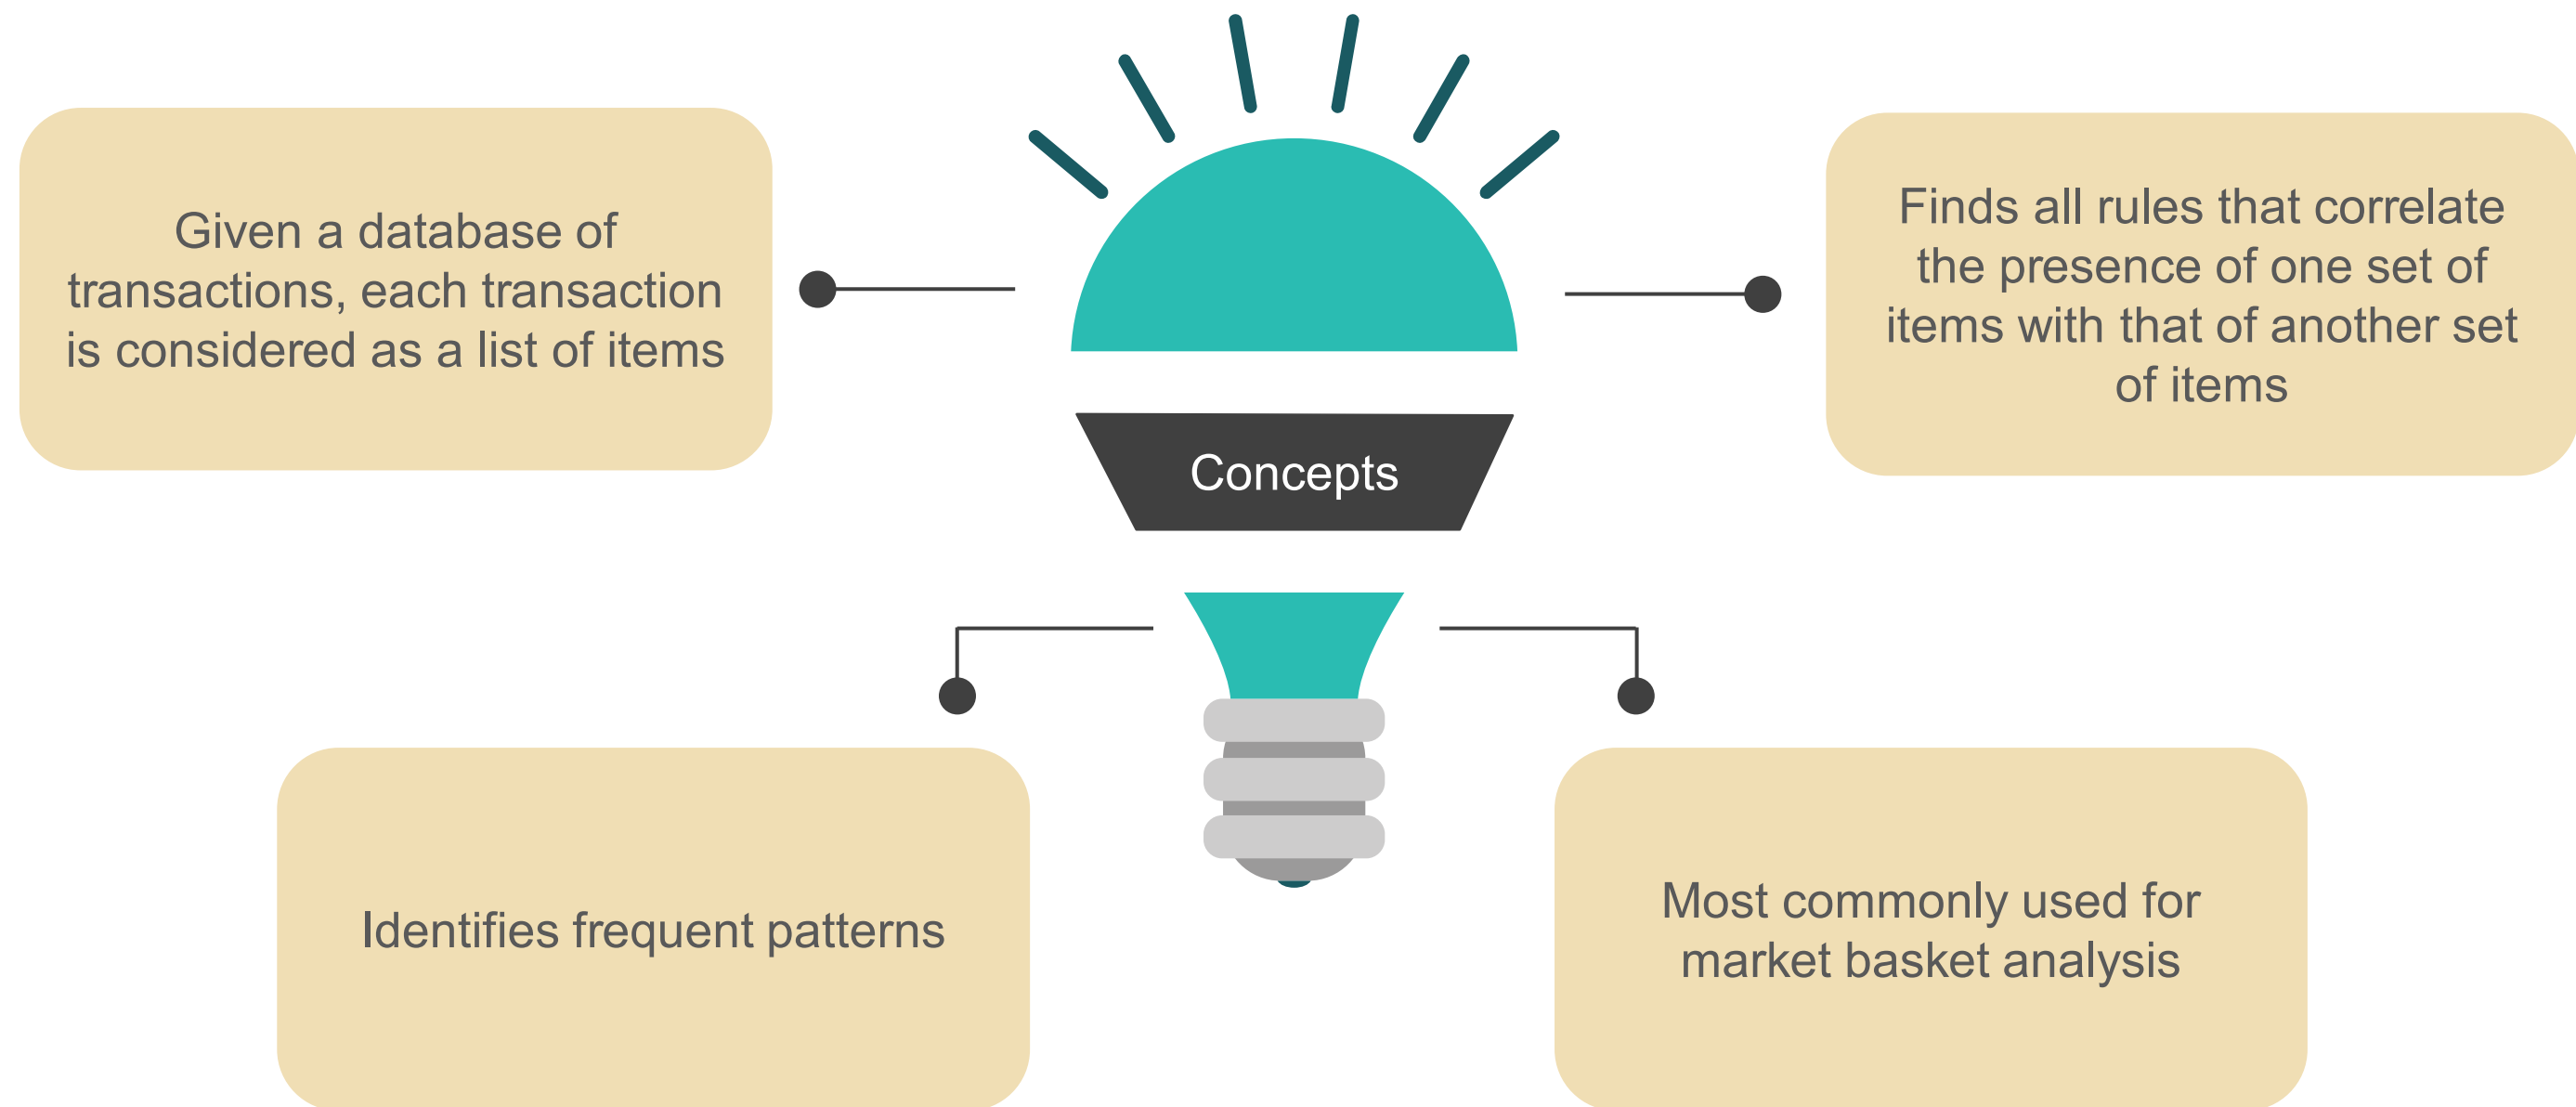 Given a database of
transactions, each transaction
is considered as a list of items
Finds all rules that correlate
the presence of one set of
items with that of another set
of items
Concepts
Identifies frequent patterns
Most commonly used for
market basket analysis